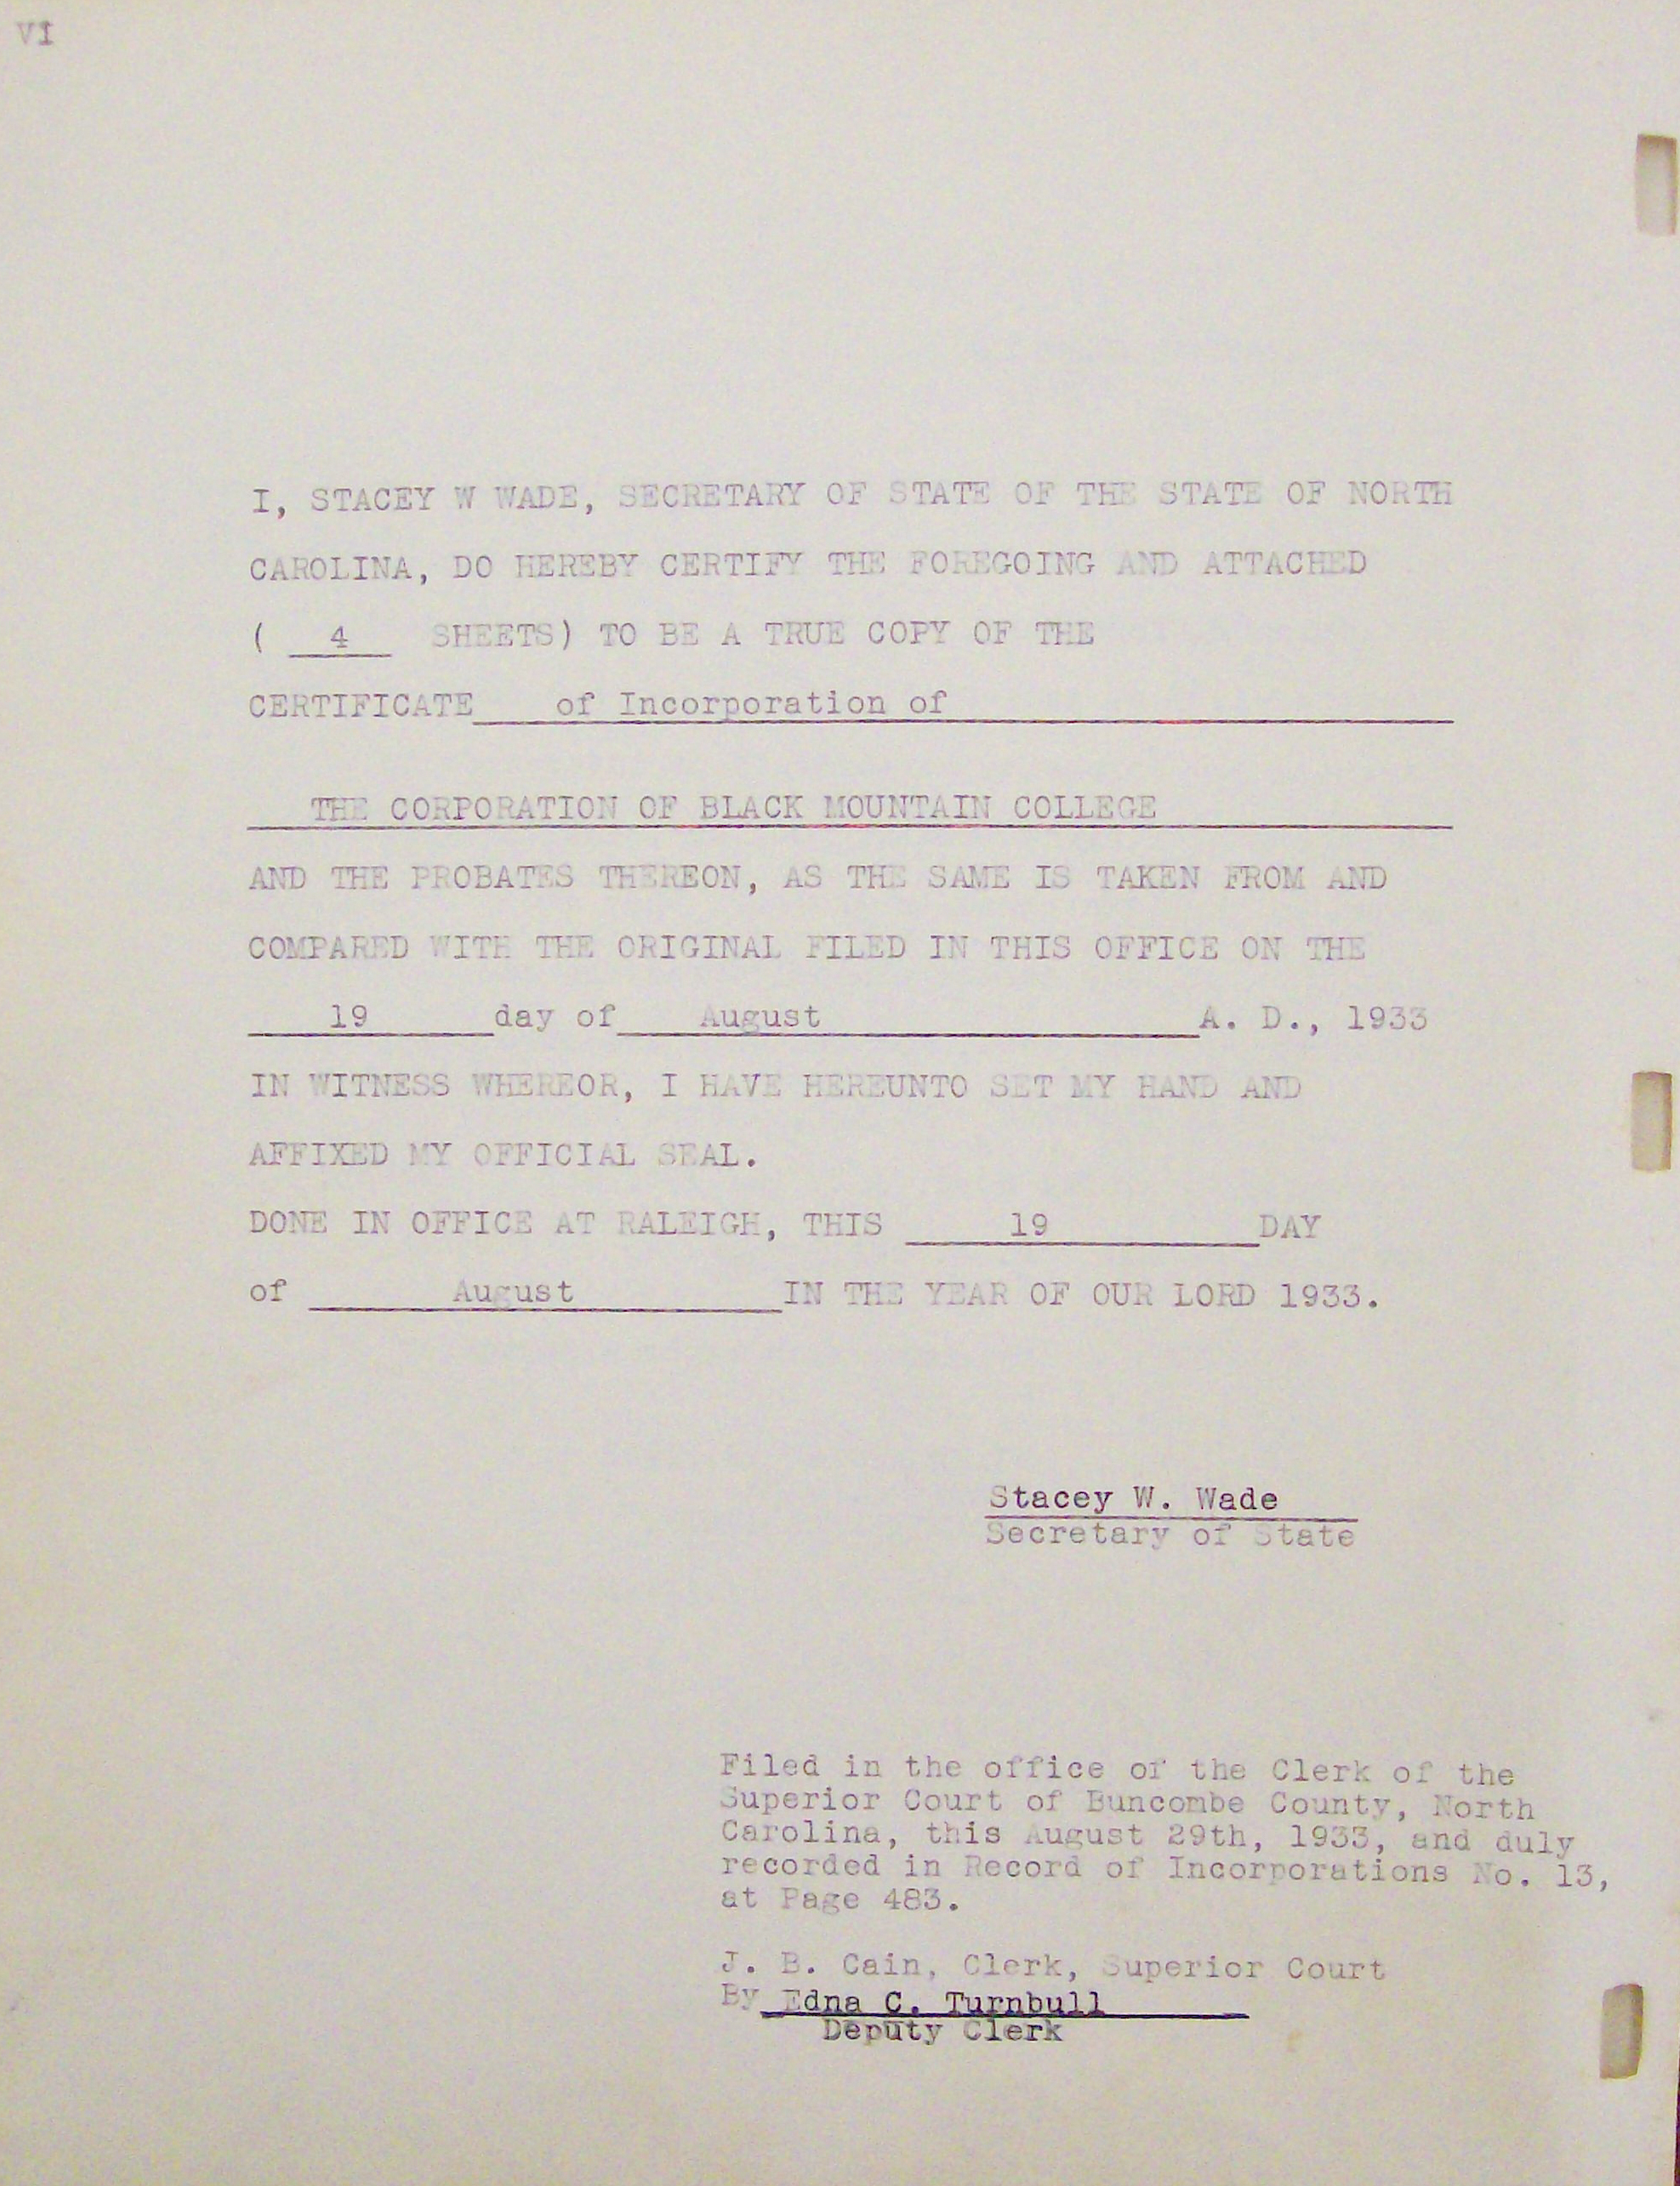 VI
I, STACEY W WADE, SECRETARY OF STATE OF THE STATE OF NORTH
CAROLINA, DO HEREBY CERTIFY THE FOREGOING AND ATTACHED
( 4 SHEETS) TO BE A TRUE COPY OF THE
CERTIFICATE of Incorporation of
THE CORPORATION OF BLACK MOUNTAIN COLLEGE
AND THE PROBATES THEREON, AS THE SAME IS TAKEN FROM AND
COMPARED WITH THE ORIGINAL FILED IN THIS OFFICE ON THE
19 day of August A. D., 1933
IN WITNESS WHEREOR, I HAVE HEREUNTO SET MY HAND AND
AFFIXED MY OFFICIAL SEAL.
DONE IN OFFICE AT RALEIGH, THIS 19 DAY
of August IN THE YEAR OF OUR LORD 1933.
Stacey W. Wade
Secretary of State
Filed in the office of the Clerk of the
Superior Court of Buncombe County, North
Carolina, this August 29th, 1933, and duly
recorded in Record of Incorporations No. 13,
at Page 483.
J. B. Cain, Clerk, Superior Court
By Edna C. Turnbull
Deputy Clerk